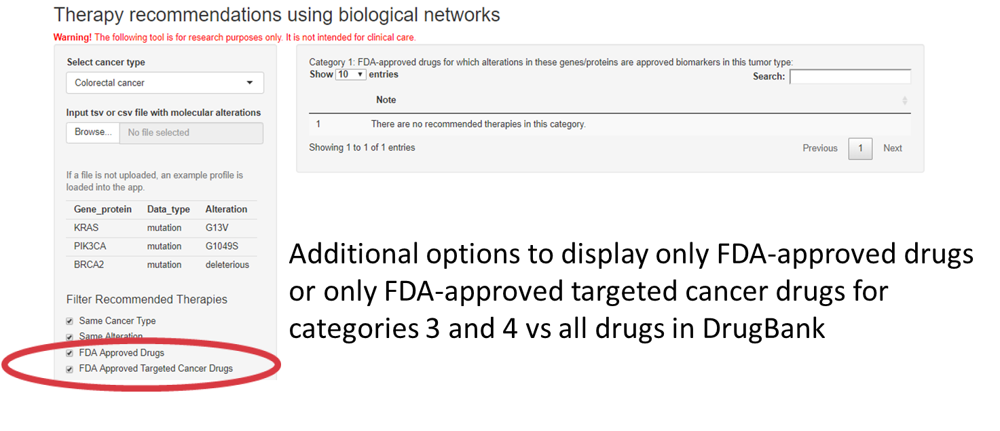 Therapy recommendations using biological networks
Warning! The following tool is for research purposes only. It is not intended for clinical care.
Select cancer type
Colorectal cancer
Input tsv or csv file with molecular alterations
Browse... No file selected
If a file is not uploaded, an example profile is
loaded into the app.
Gene_protein Data_type Alteration
KRAS mutation G13V
PIK3CA mutation G1049S
BRCA2 mutation deleterious
Filter Recommended Therapies
Same Cancer Type
Same Alteration
FDA Approved Drugs
FDA Approved Targeted Cancer Drugs
Category 1: FDA-approved drugs for which alterations in these genes/proteins are approved biomarkers in this tumor type:
Show 10 entries
Search:
Note
1 There are no recommended therapies in this category.
Showing 1 to 1 of 1 entries
Previous 1 Next
Additional options to display only FDA-approved drugs
or only FDA-approved targeted cancer drugs for
categories 3 and 4 vs all drugs in DrugBank